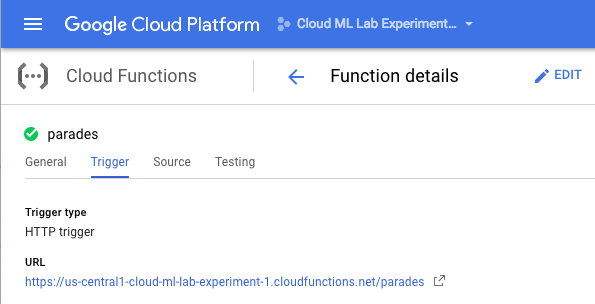 Google Cloud Platform Cloud ML Lab Experiment...
Cloud Functions Function details EDIT
parades
General Trigger Source Testing
Trigger type
HTTP trigger
URL
https://us-central1-cloud-ml-lab-experiment-1.cloudfunctions.net/parades